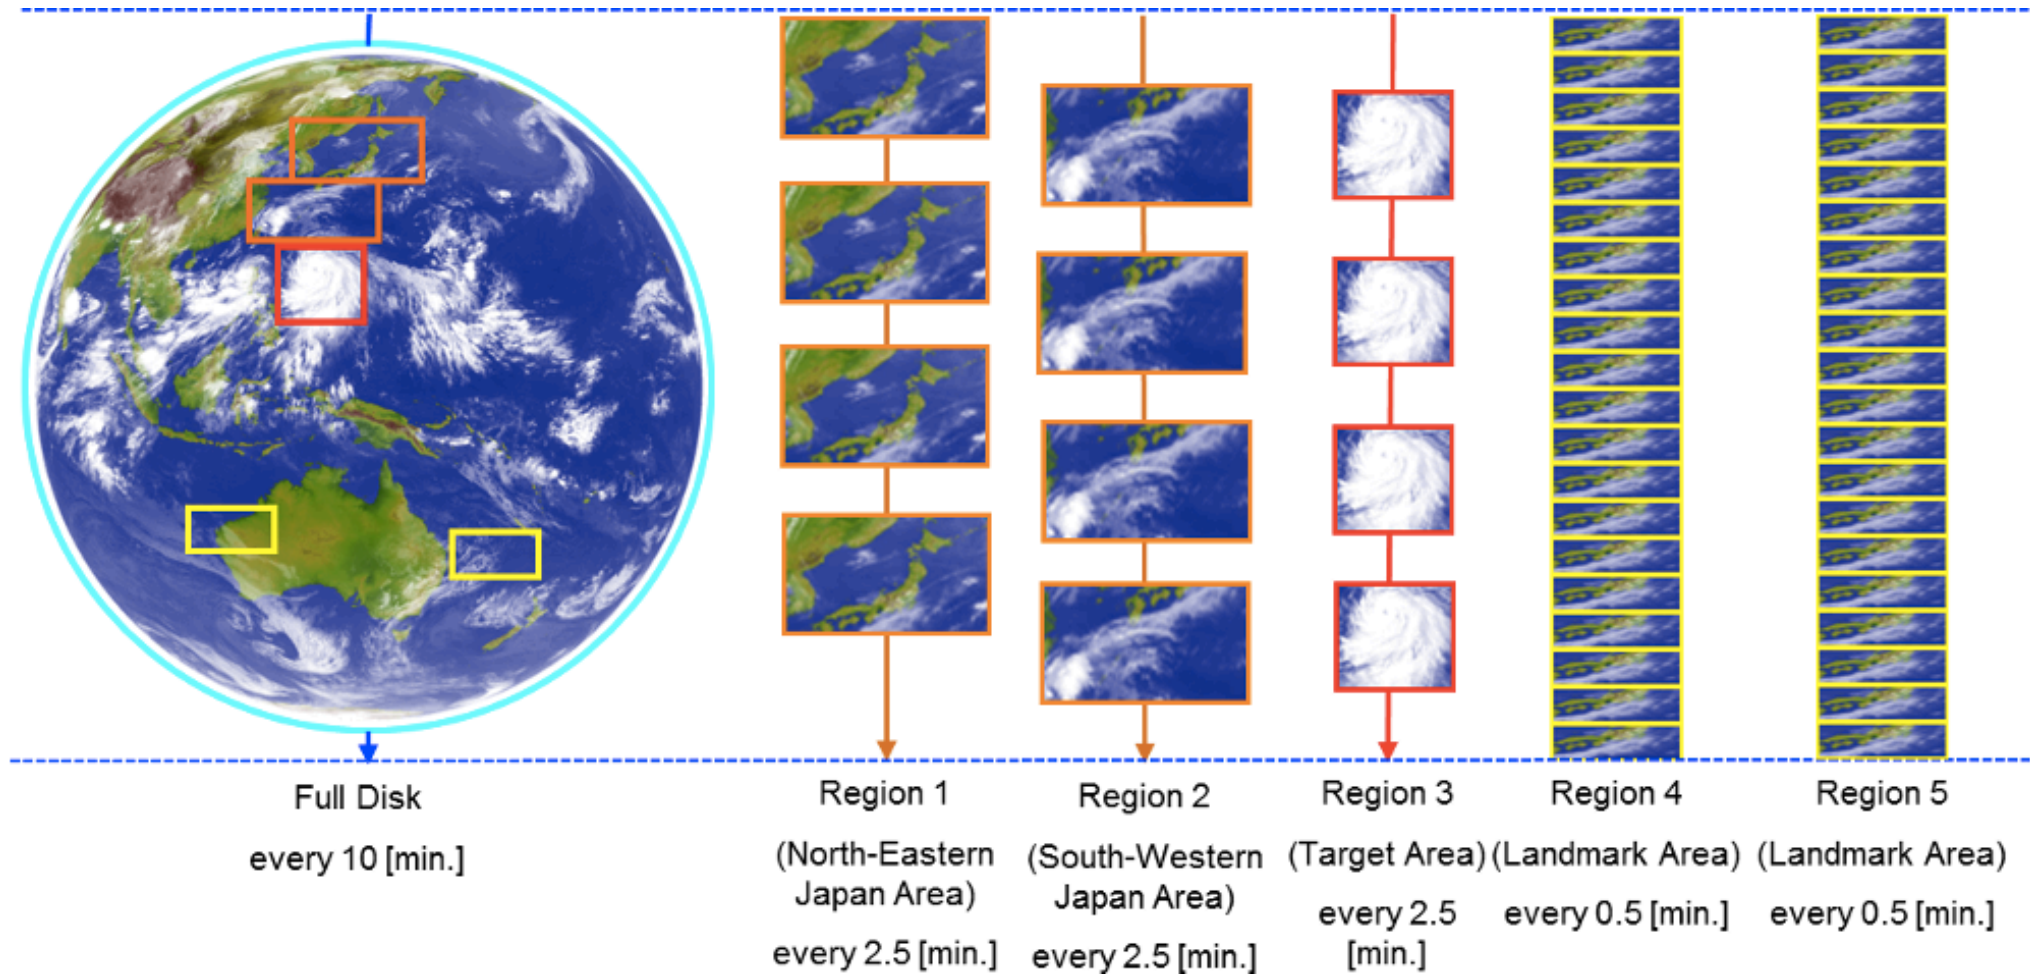 Full Disk
every 10 [min.]
Region 1
(North-Eastern
Japan Area)
every 2.5 [min.]
Region 2
(South-Western
Japan Area)
every 2.5 [min.]
Region 3
(Target Area)
every 2.5
[min.]
Region 4
(Landmark Area)
every 0.5 [min.]
Region 5
(Landmark Area)
every 0.5 [min.]